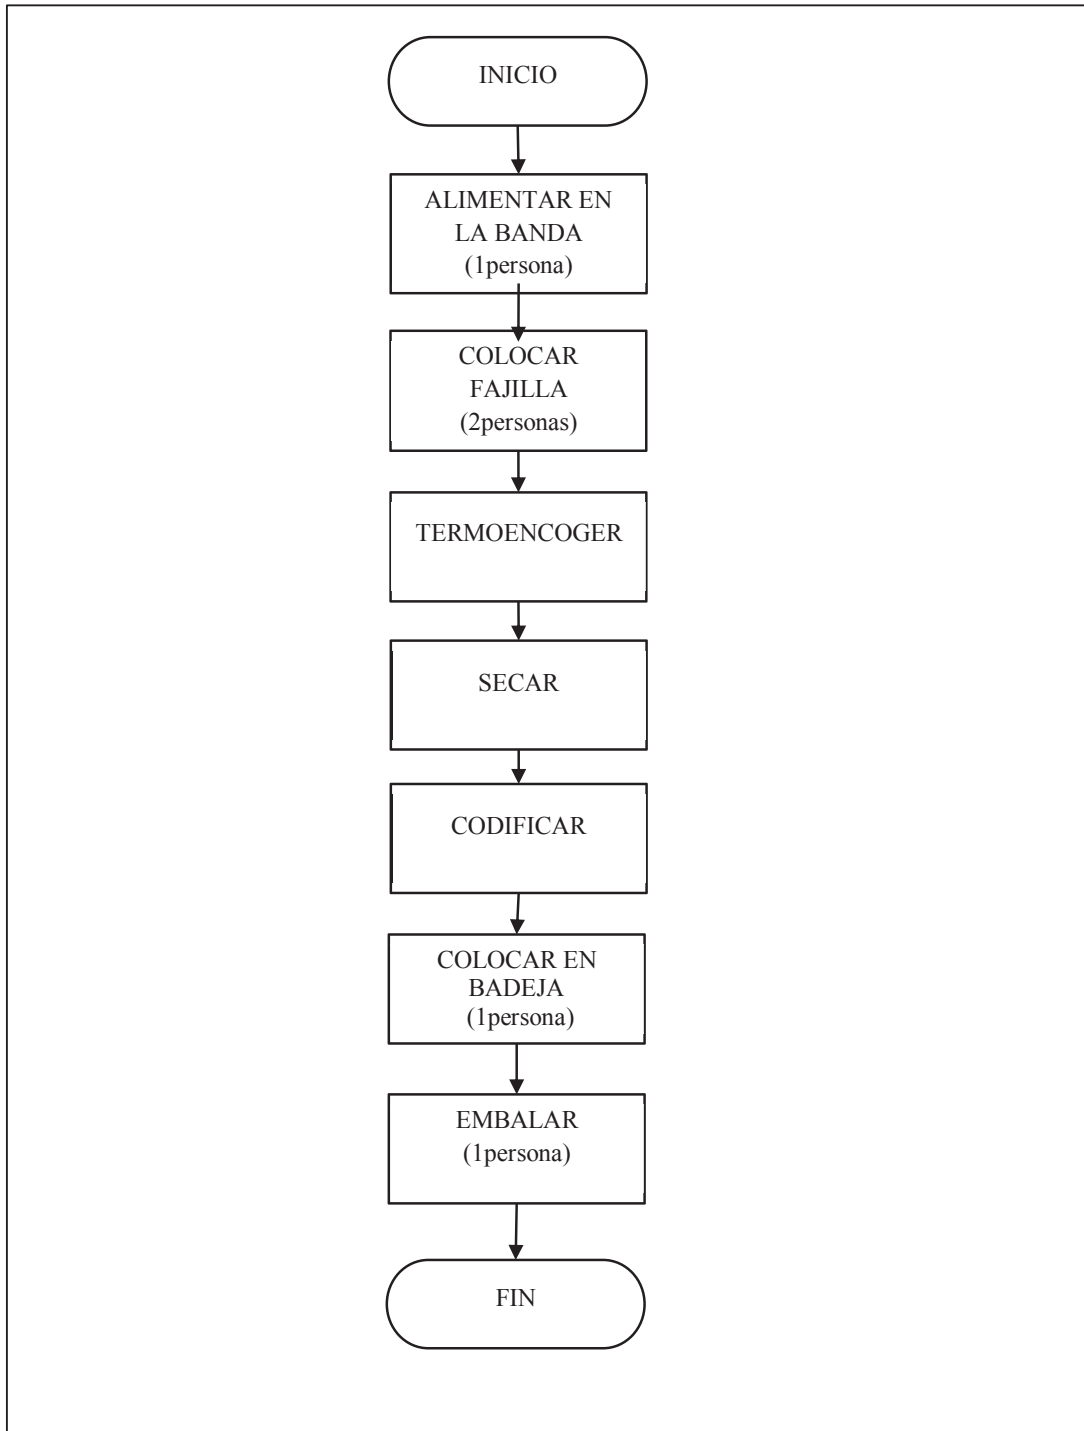 INICIO
ALIMENTAR EN
LA BANDA
(1persona)
COLOCAR
FAJILLA
(2personas)
TERMOENCOGER
SECAR
CODIFICAR
COLOCAR EN
BADEJA
(1persona)
EMBALAR
(1persona)
FIN